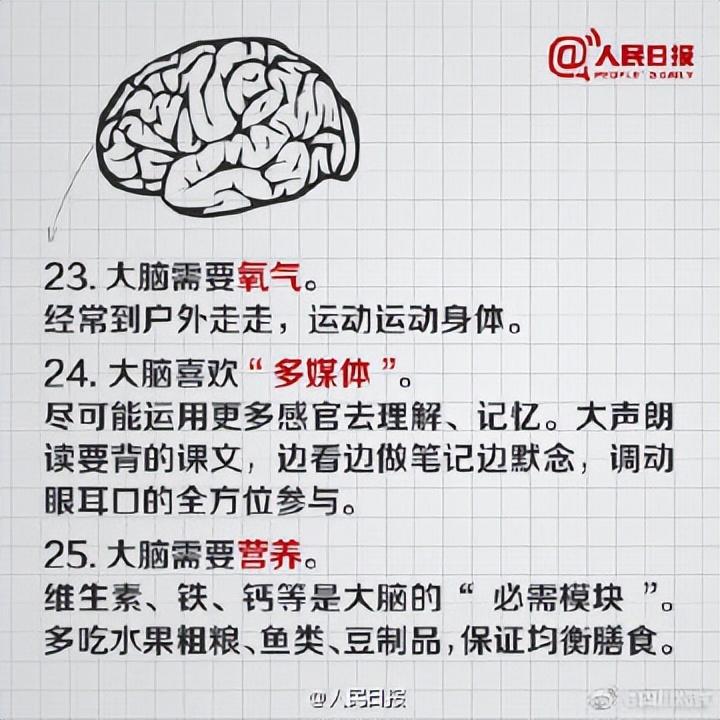 @人民日报
PEOPLE'S DAILY
23. 大脑需要氧气。
经常到户外走走，运动运动身体。
24. 大脑喜欢“多媒体”。
尽可能运用更多感官去理解、记忆。大声朗
读要背的课文，边看边做笔记边默念，调动
眼耳口的全方位参与。
25. 大脑需要营养。
维生素、铁、钙等是大脑的“ 必需模块 ”。
多吃水果粗粮、鱼类、豆制品，保证均衡膳食。
@人民日报